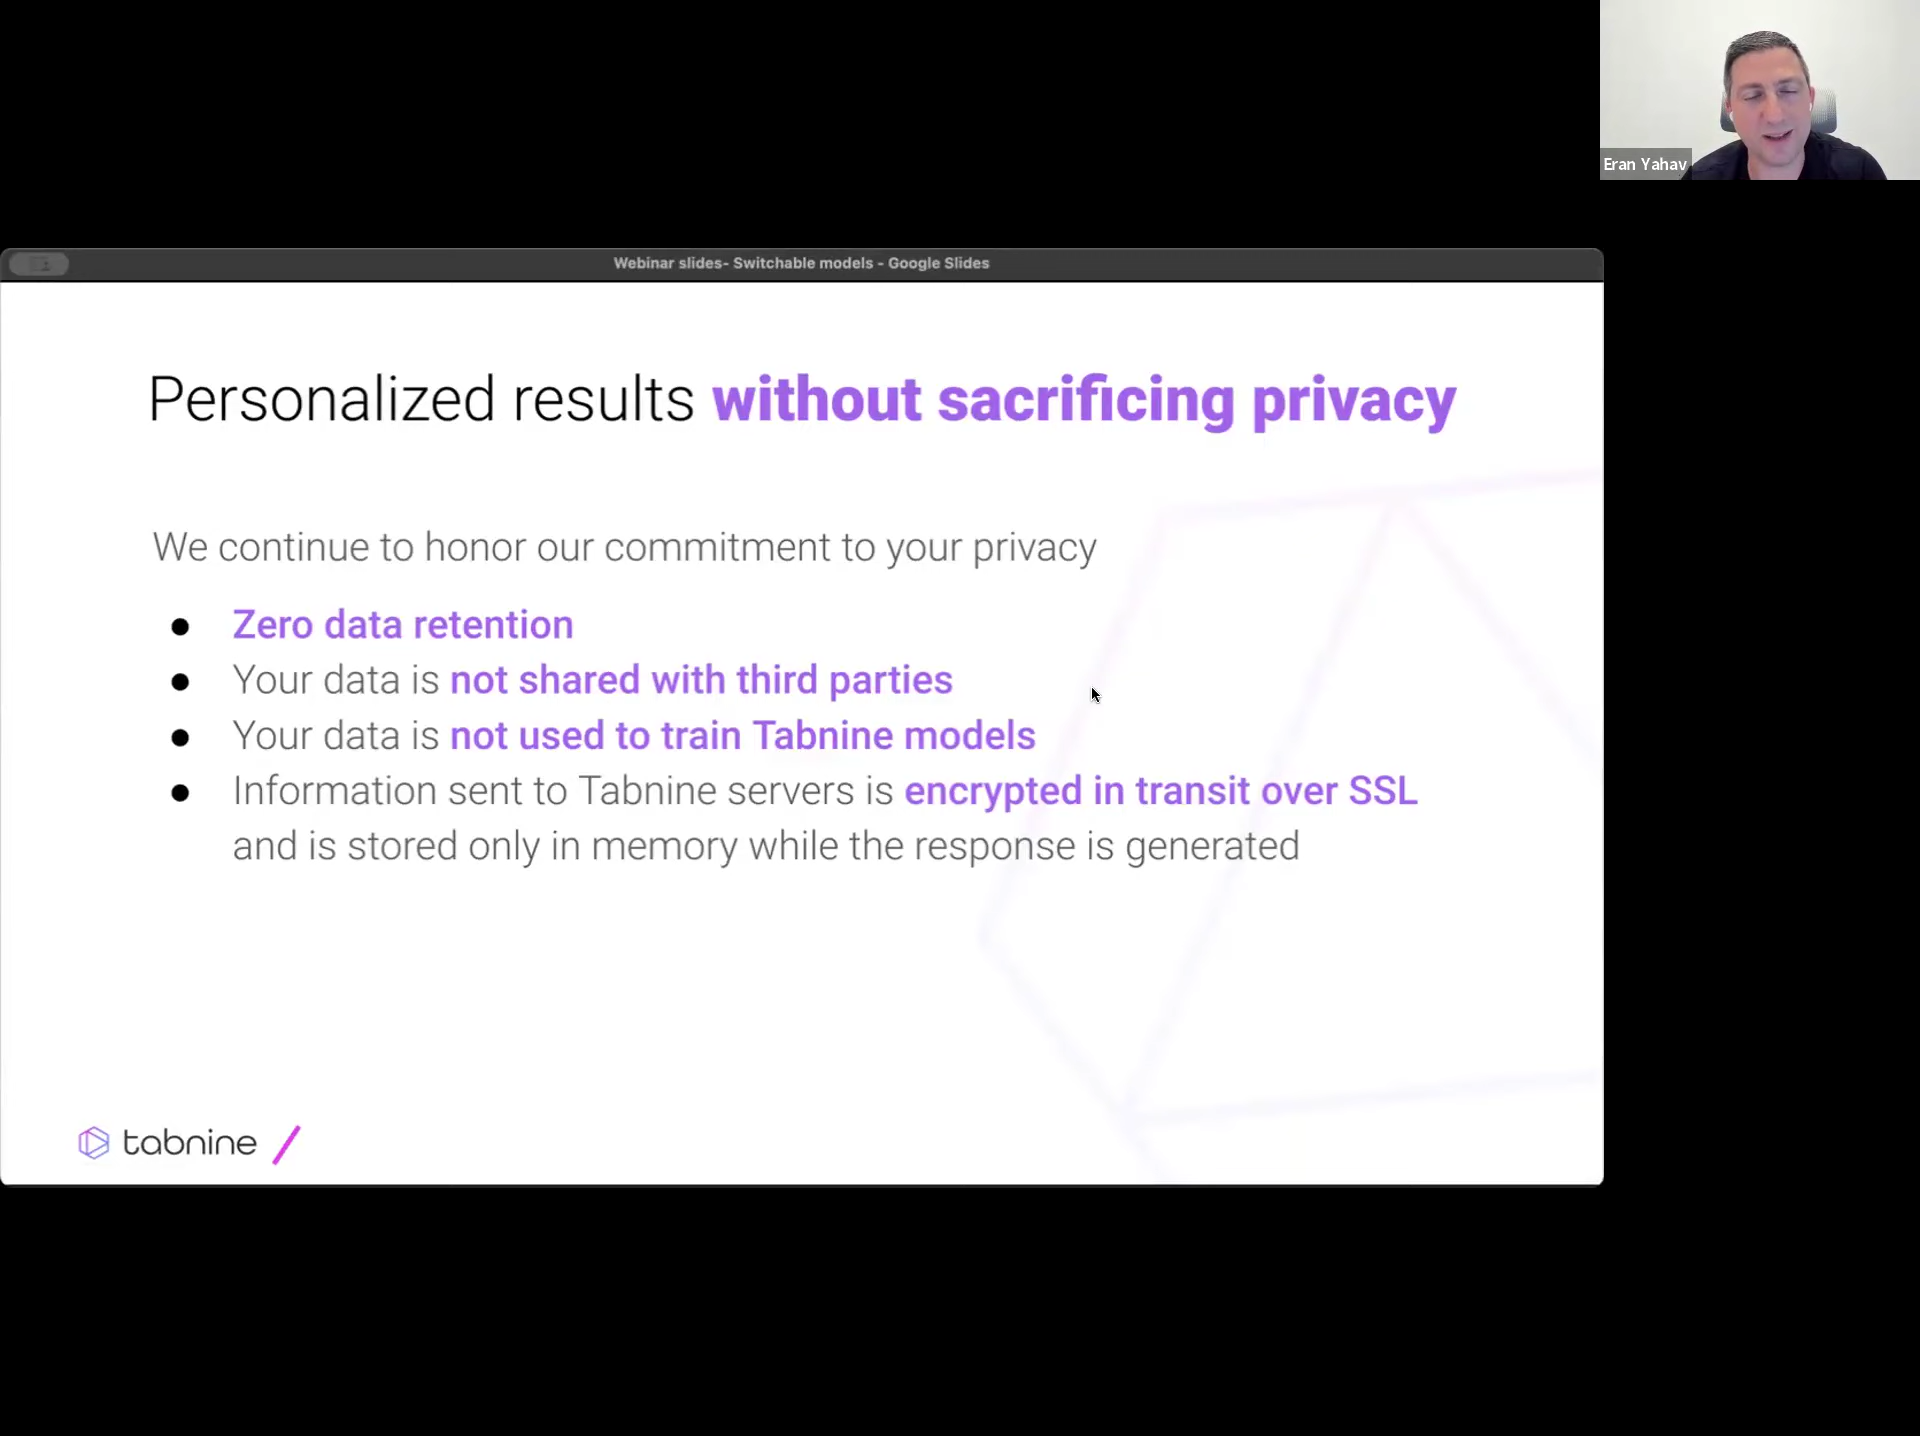 Eran Yahav
Webinar slides- Switchable models - Google Slides
Personalized results without sacrificing privacy
We continue to honor our commitment to your privacy
● Zero data retention
● Your data is not shared with third parties
● Your data is not used to train Tabnine models
● Information sent to Tabnine servers is encrypted in transit over SSL
and is stored only in memory while the response is generated
tabnine